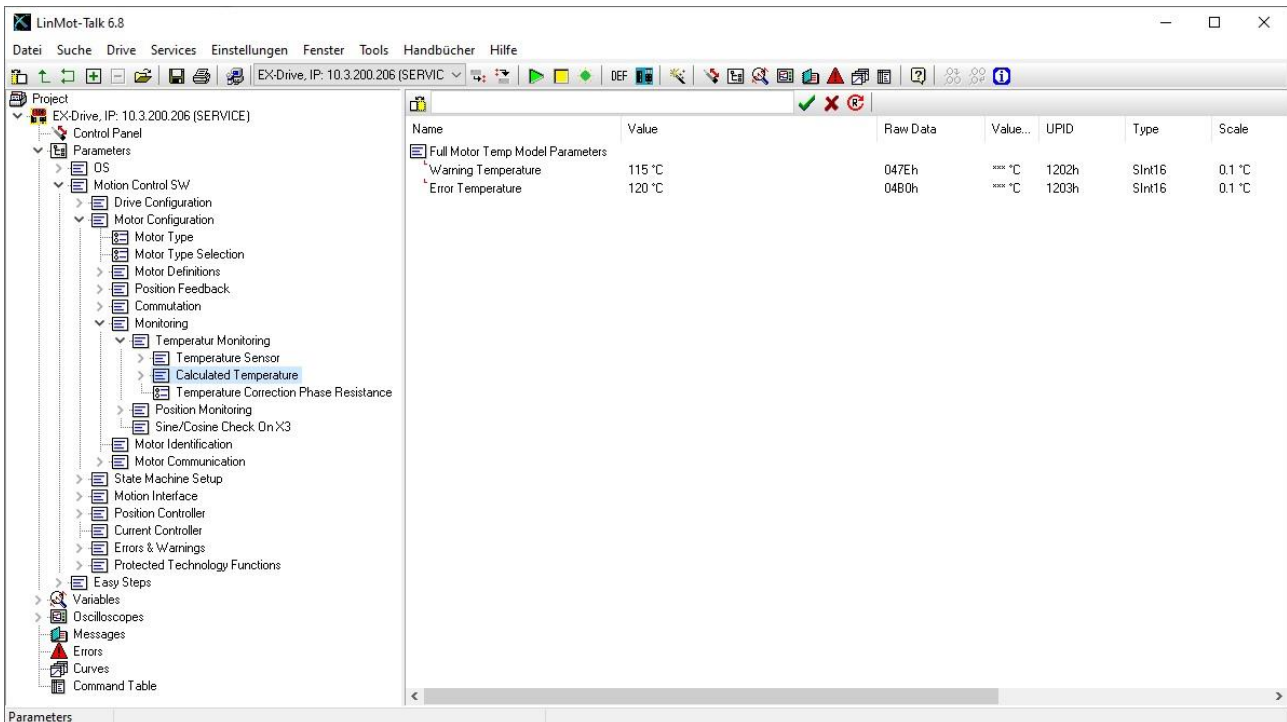 LinMot-Talk 6.8
Datei Suche Drive Services Einstellungen Fenster Tools Handbücher Hilfe
EX-Drive, IP: 10.3.200.206 (SERVIC
DEF
Project
EX-Drive, IP: 10.3.200.206 (SERVICE)
Control Panel
Parameters
OS
Motion Control SW
Drive Configuration
Motor Configuration
Motor Type
Motor Type Selection
Motor Definitions
Position Feedback
Commutation
Monitoring
Temperatur Monitoring
Temperature Sensor
Calculated Temperature
Temperature Correction Phase Resistance
Position Monitoring
Sine/Cosine Check On X3
Motor Identification
Motor Communication
State Machine Setup
Motion Interface
Position Controller
Current Controller
Errors & Warnings
Protected Technology Functions
Easy Steps
Variables
Oscilloscopes
Messages
Errors
Curves
Command Table
Name Value Raw Data Value... UPID Type Scale
Full Motor Temp Model Parameters
Warning Temperature 115 °C 047Eh *** °C 1202h SInt16 0.1 °C
Error Temperature 120 °C 04B0h *** °C 1203h SInt16 0.1 °C
Parameters